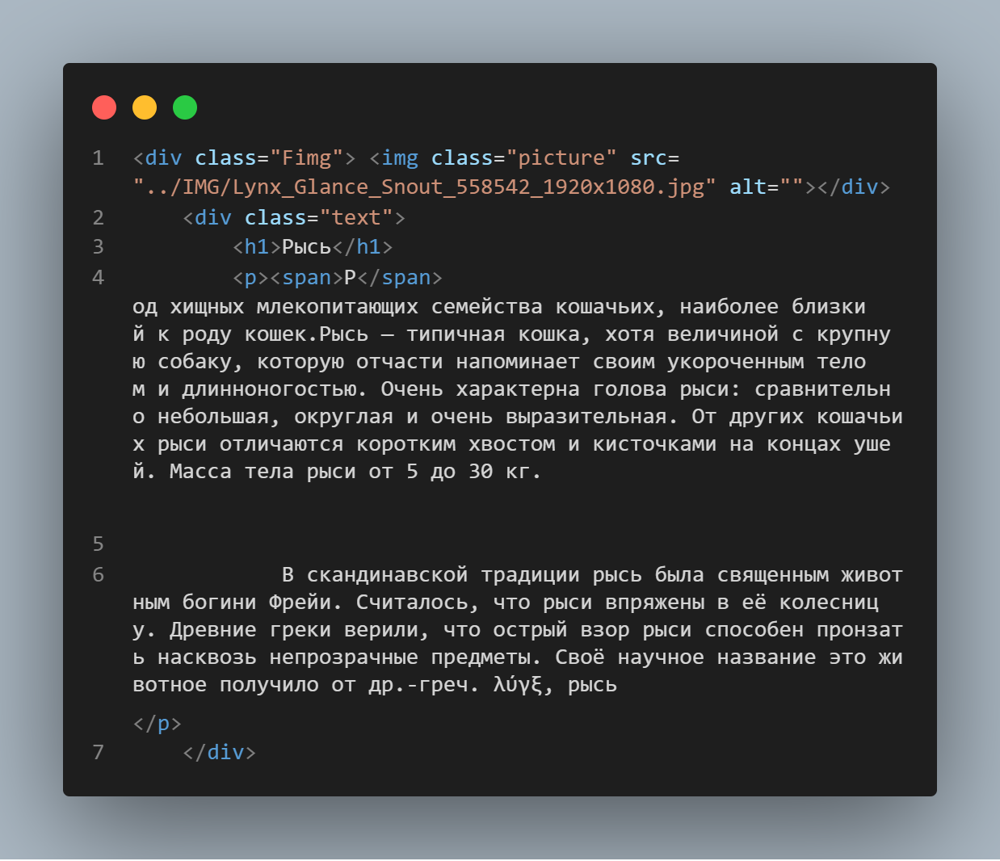 1 <div class="Fimg"> <img class="picture" src=
"../IMG/Lynx_Glance_Snout_558542_1920x1080.jpg" alt=""></div>
2 <div class="text">
3 <h1>Рысь</h1>
4 <p><span>Р</span>
од хищных млекопитающих семейства кошачьих, наиболее близки
й к роду кошек.Рысь — типичная кошка, хотя величиной с крупну
ю собаку, которую отчасти напоминает своим укороченным тело
м и длинноногостью. Очень характерна голова рыси: сравнительн
о небольшая, округлая и очень выразительная. От других кошачьи
х рыси отличаются коротким хвостом и кисточками на концах уше
й. Масса тела рыси от 5 до 30 кг.
5
6 В скандинавской традиции рысь была священным живот
ным богини Фрейи. Считалось, что рыси впряжены в её колесниц
у. Древние греки верили, что острый взор рыси способен пронзат
ь насквозь непрозрачные предметы. Своё научное название это жи
вотное получило от др.-греч. λύγξ, рысь
</p>
7 </div>